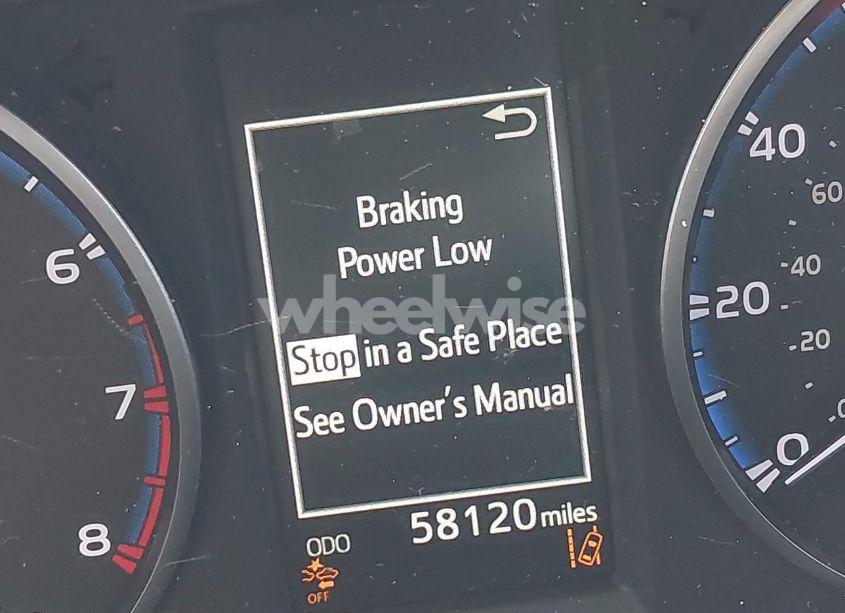 Braking
Power Low
wheelwise
Stop in a Safe Place
See Owner's Manual
ODO 58120 miles
OFF
6
7
8
40
20
0
60
40
20